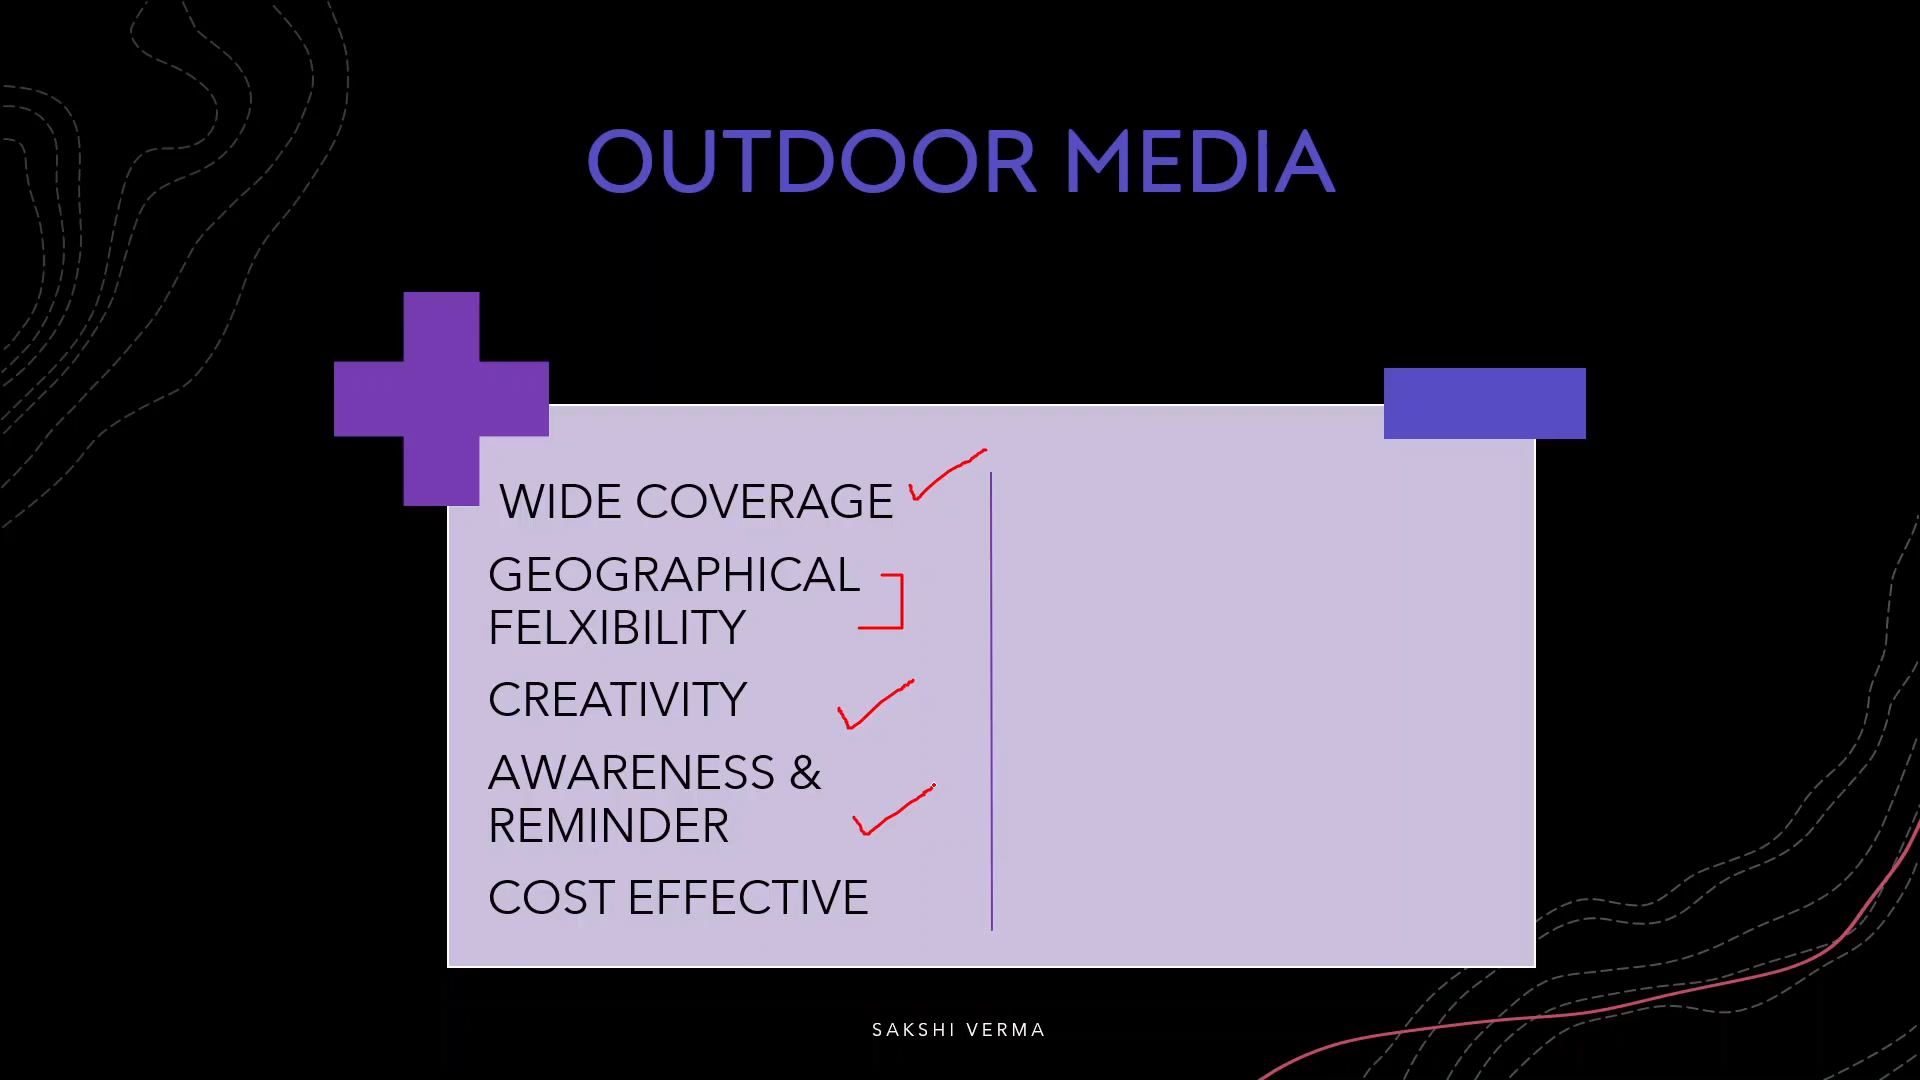 OUTDOOR MEDIA
WIDE COVERAGE
GEOGRAPHICAL
FELXIBILITY
CREATIVITY
AWARENESS &
REMINDER
COST EFFECTIVE
SAKSHI VERMA